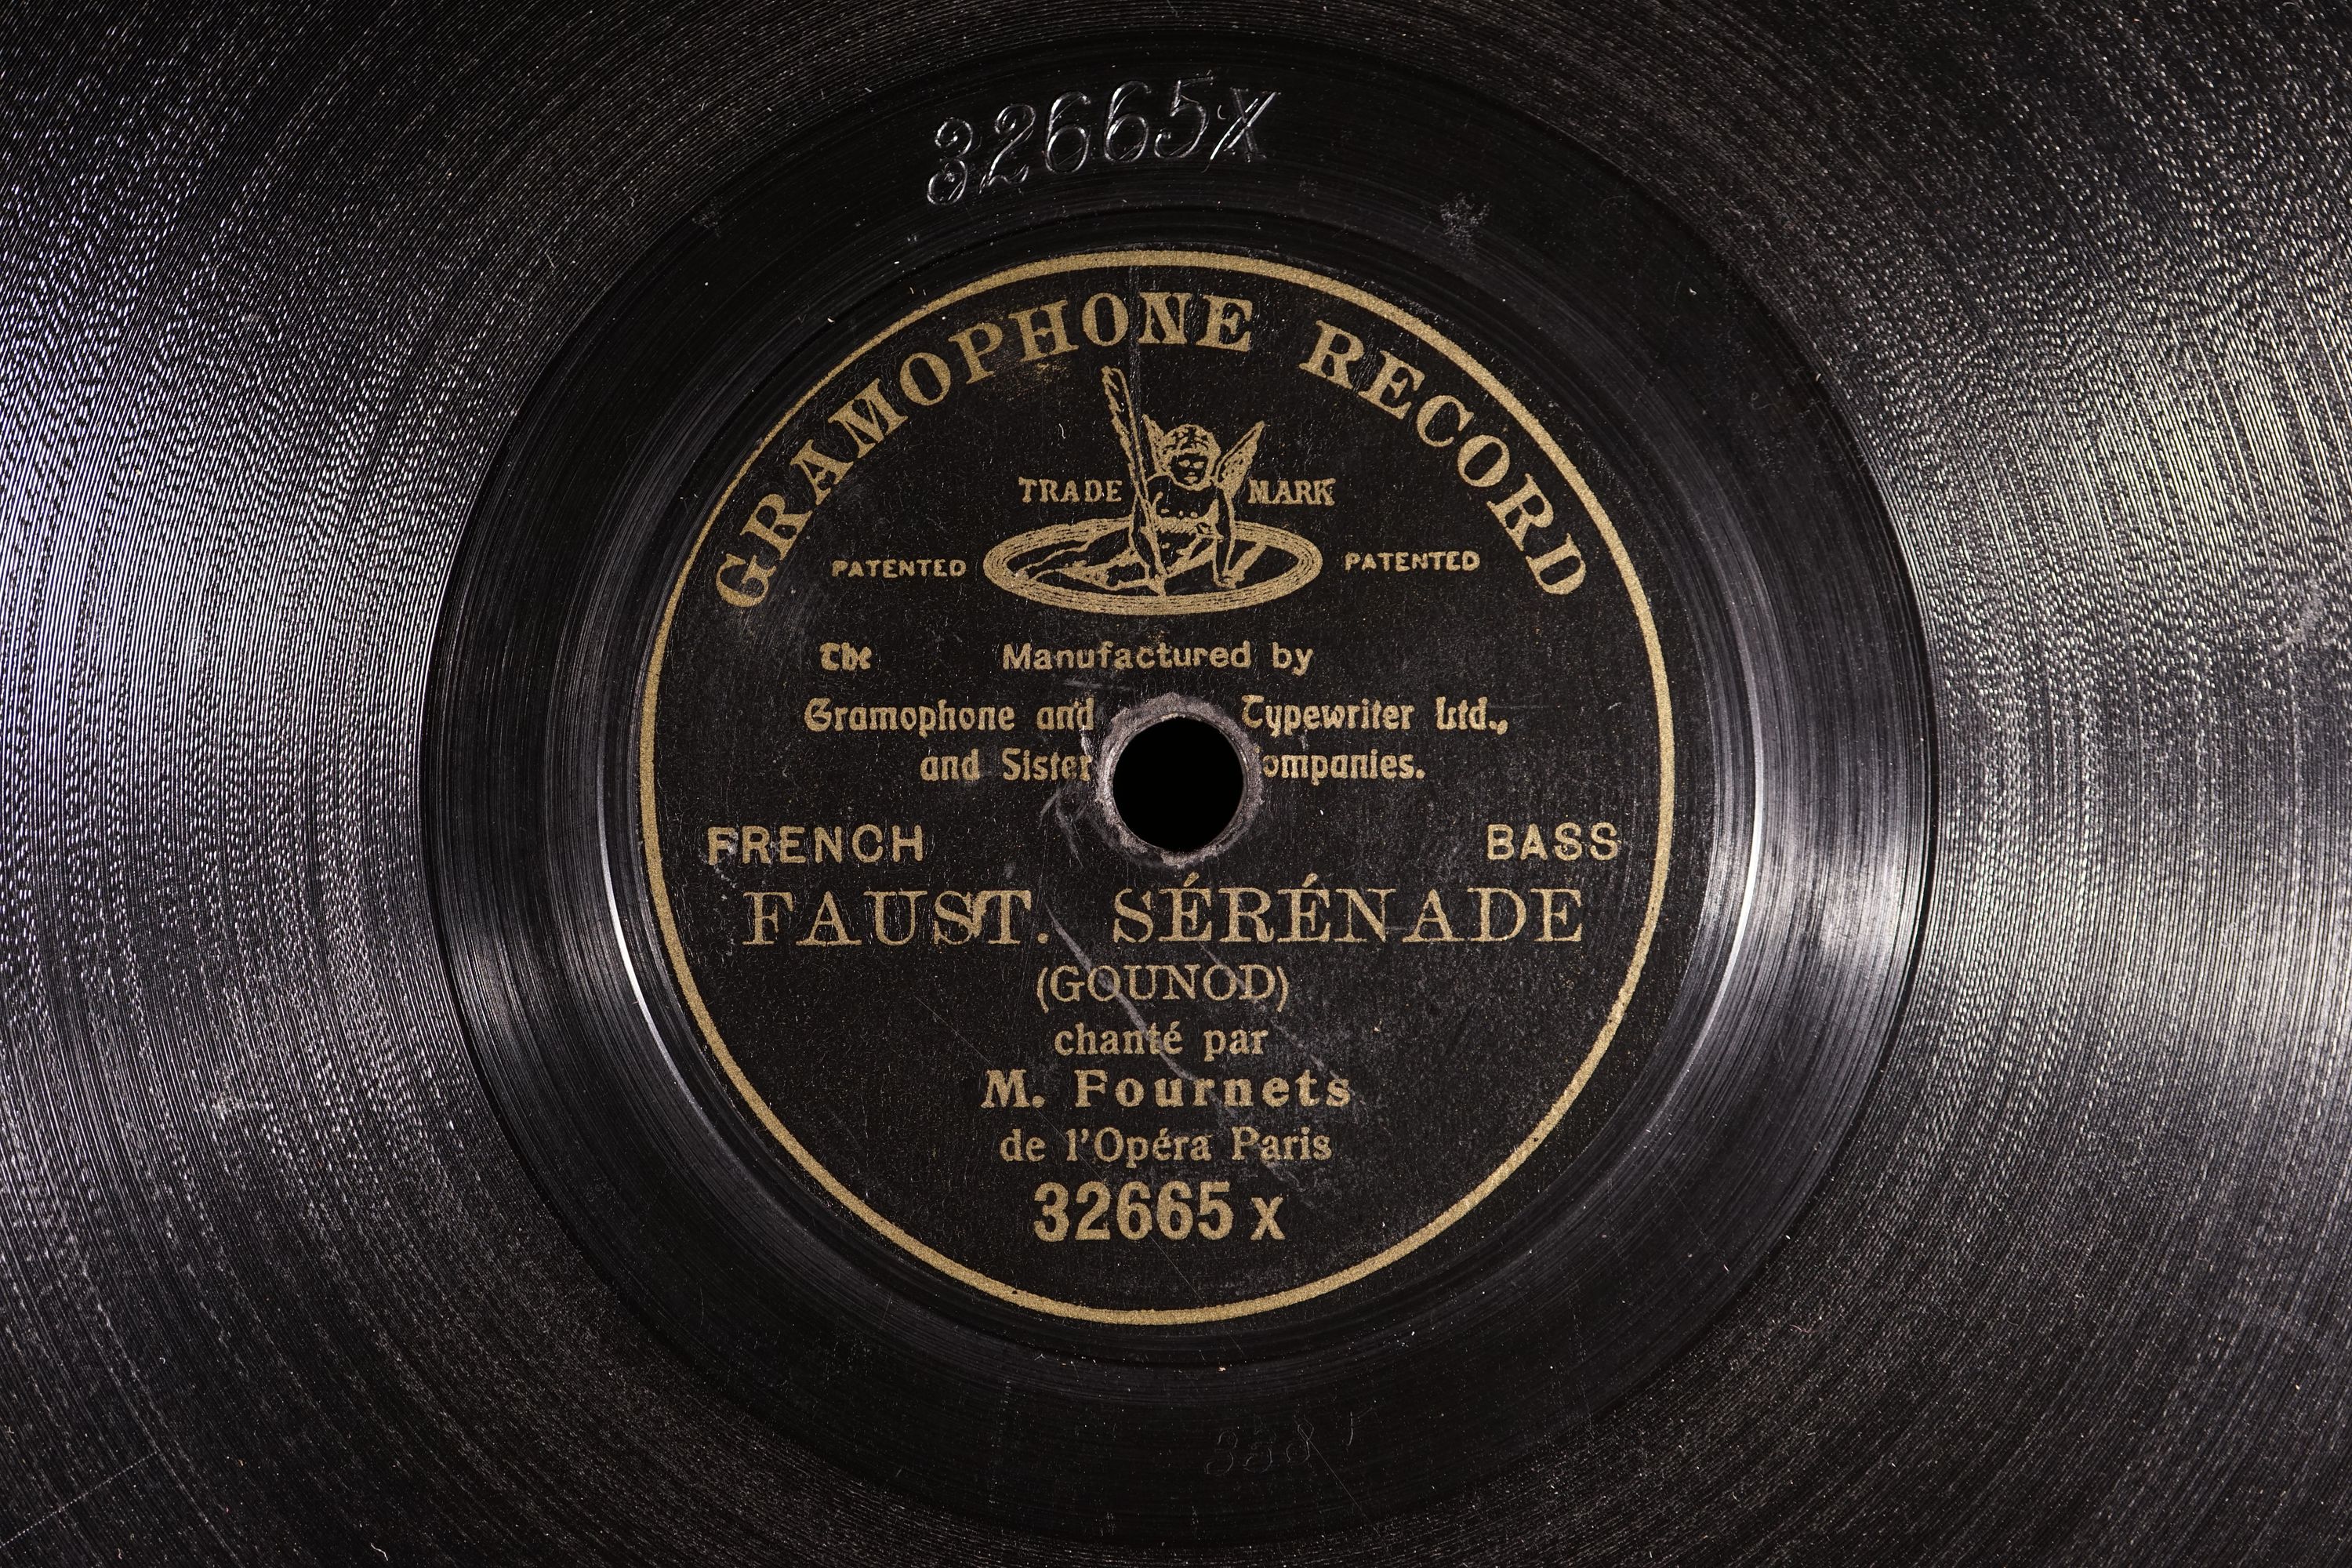 32665x
GRAMOPHONE RECORD
TRADE MARK
PATENTED PATENTED
The Manufactured by
Gramophone and Typewriter Ltd.,
and Sister ompanies.
FRENCH BASS
FAUST. SÉRÉNADE
(GOUNOD)
chanté par
M. Fournets
de l'Opéra Paris
32665 x